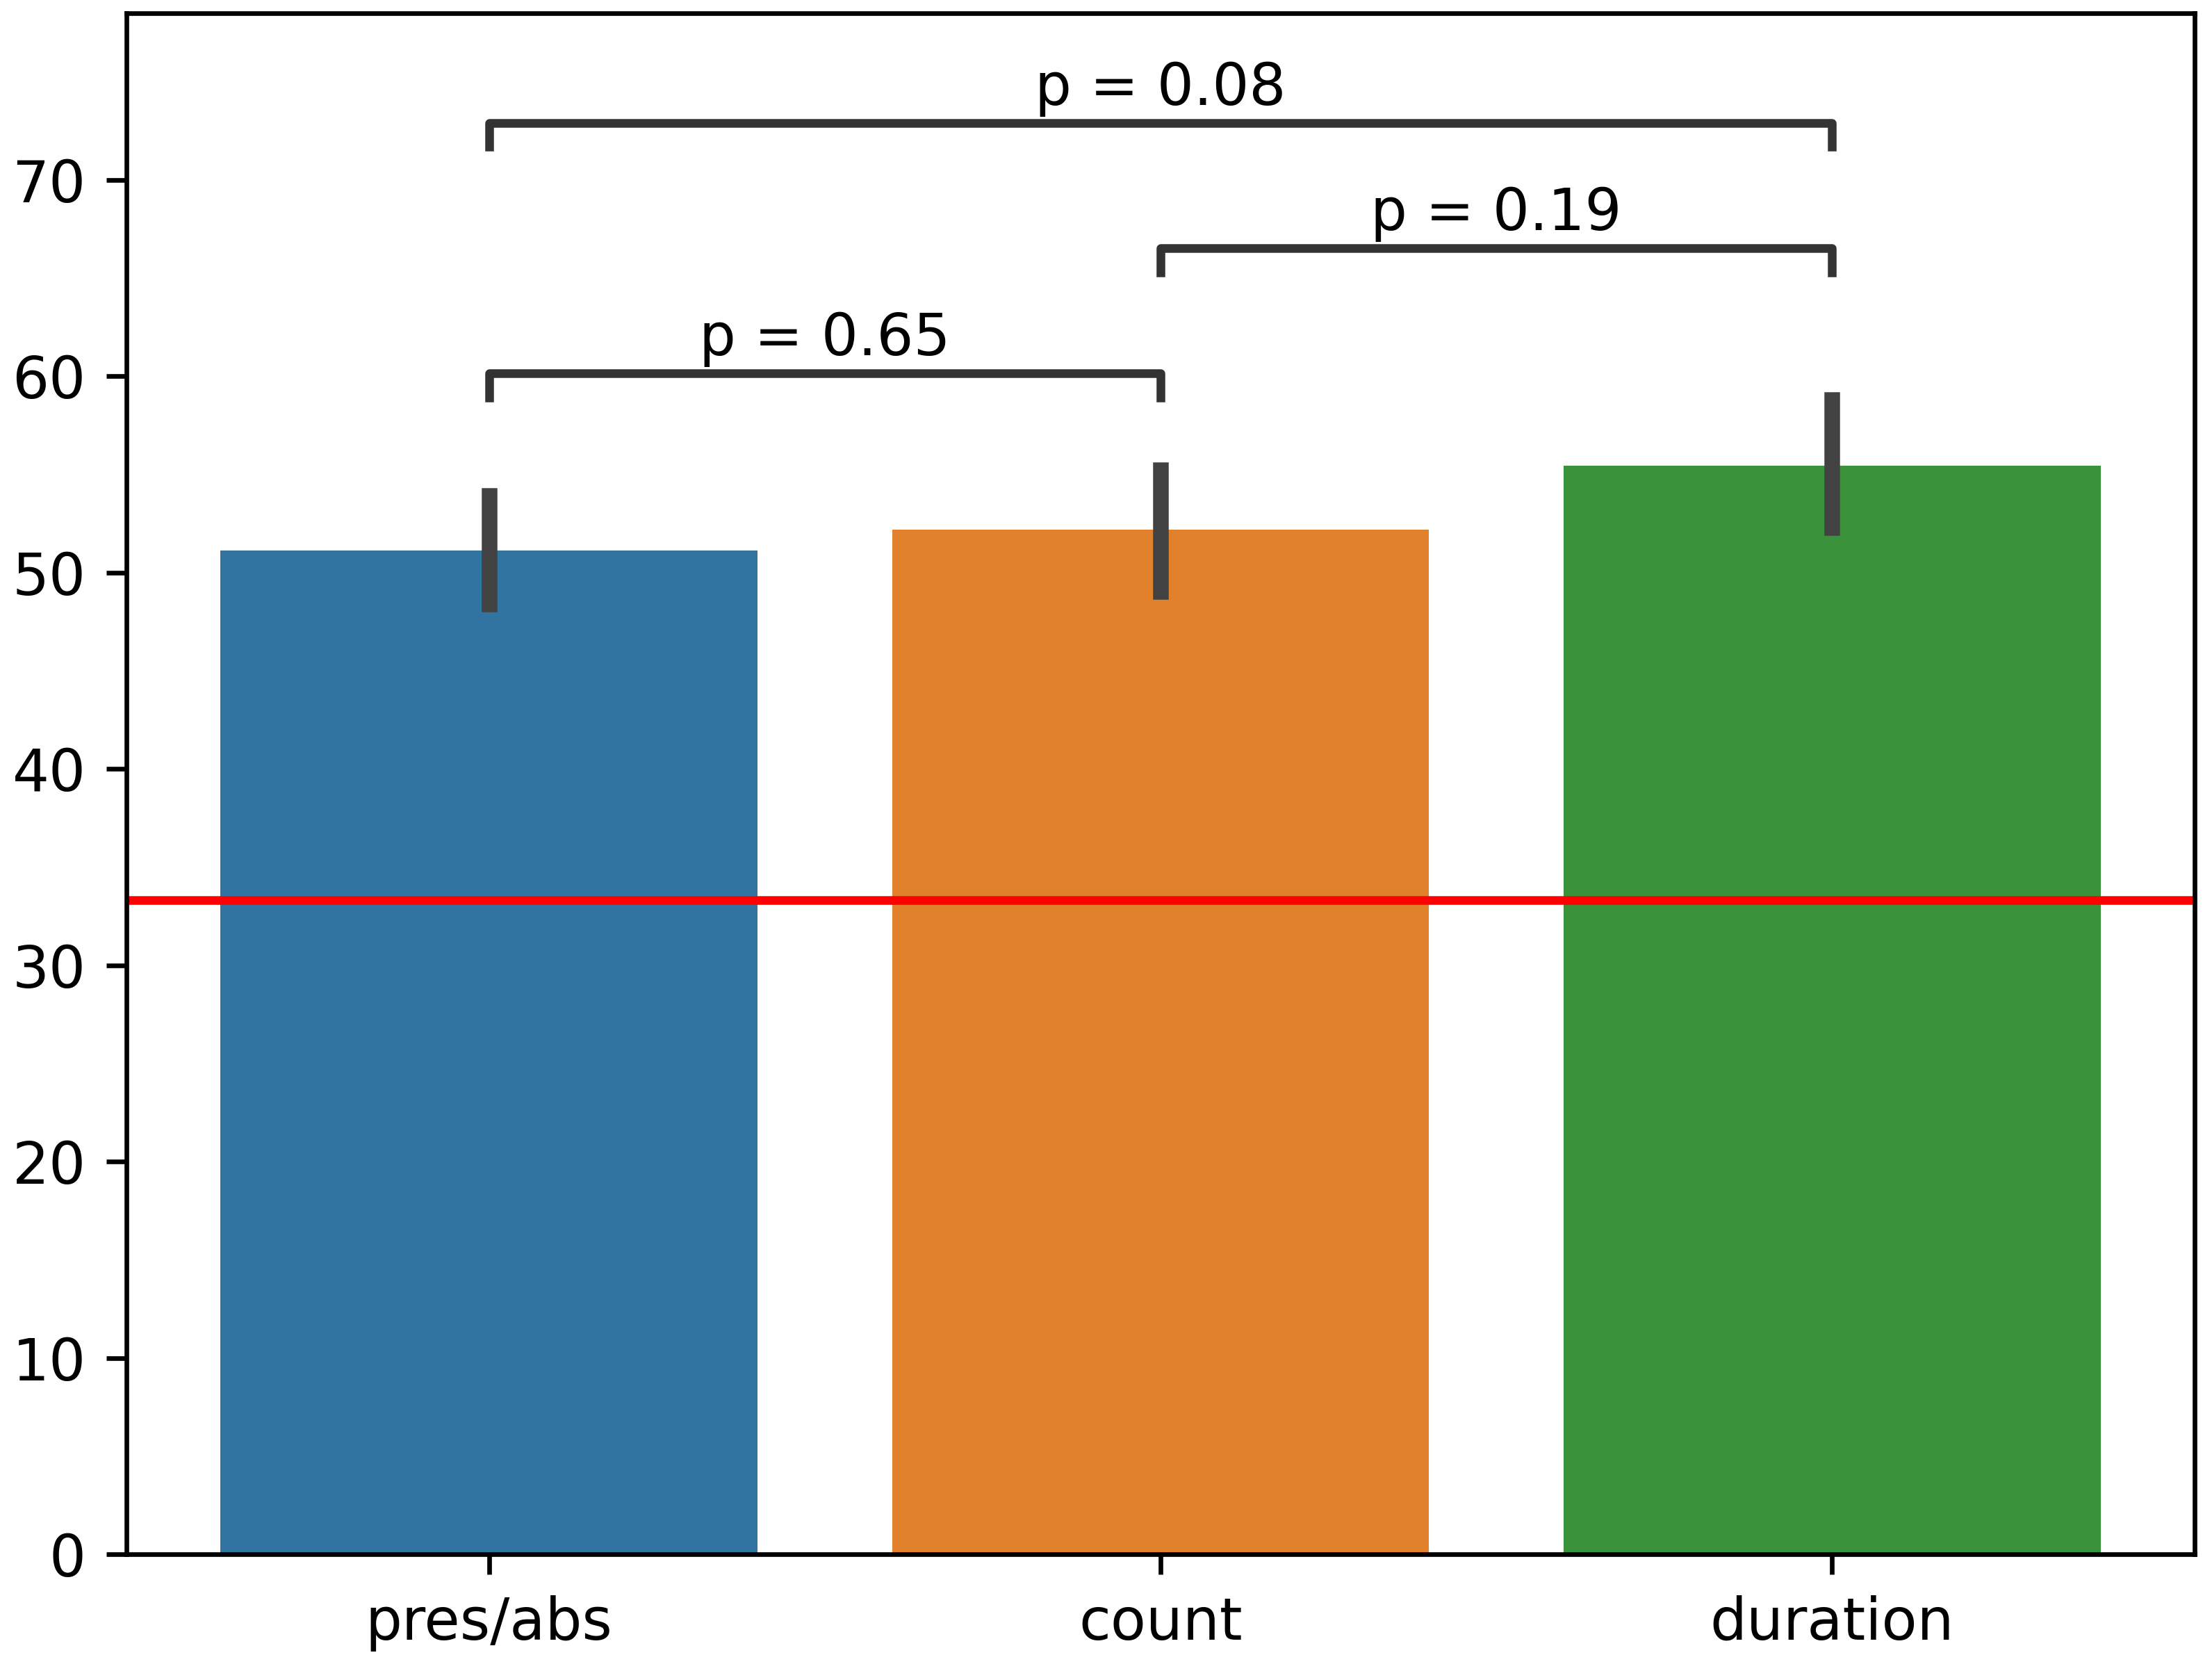 p = 0.08
p = 0.19
p = 0.65
70
60
50
40
30
20
10
0
pres/abs
count
duration